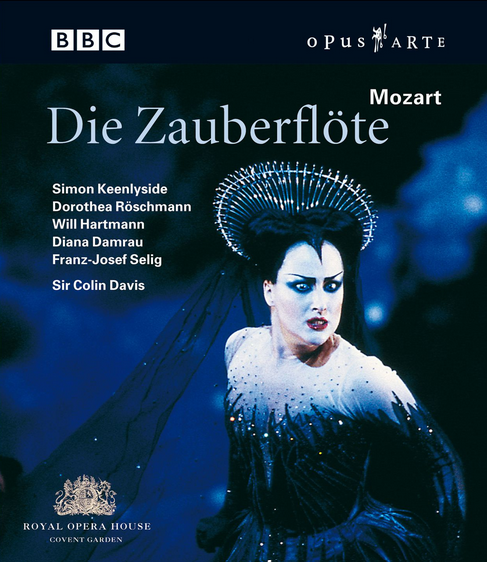 BBC
OPUS ARTE
Mozart
Die Zauberflöte
Simon Keenlyside
Dorothea Röschmann
Will Hartmann
Diana Damrau
Franz-Josef Selig
Sir Colin Davis
ROYAL OPERA HOUSE
COVENT GARDEN